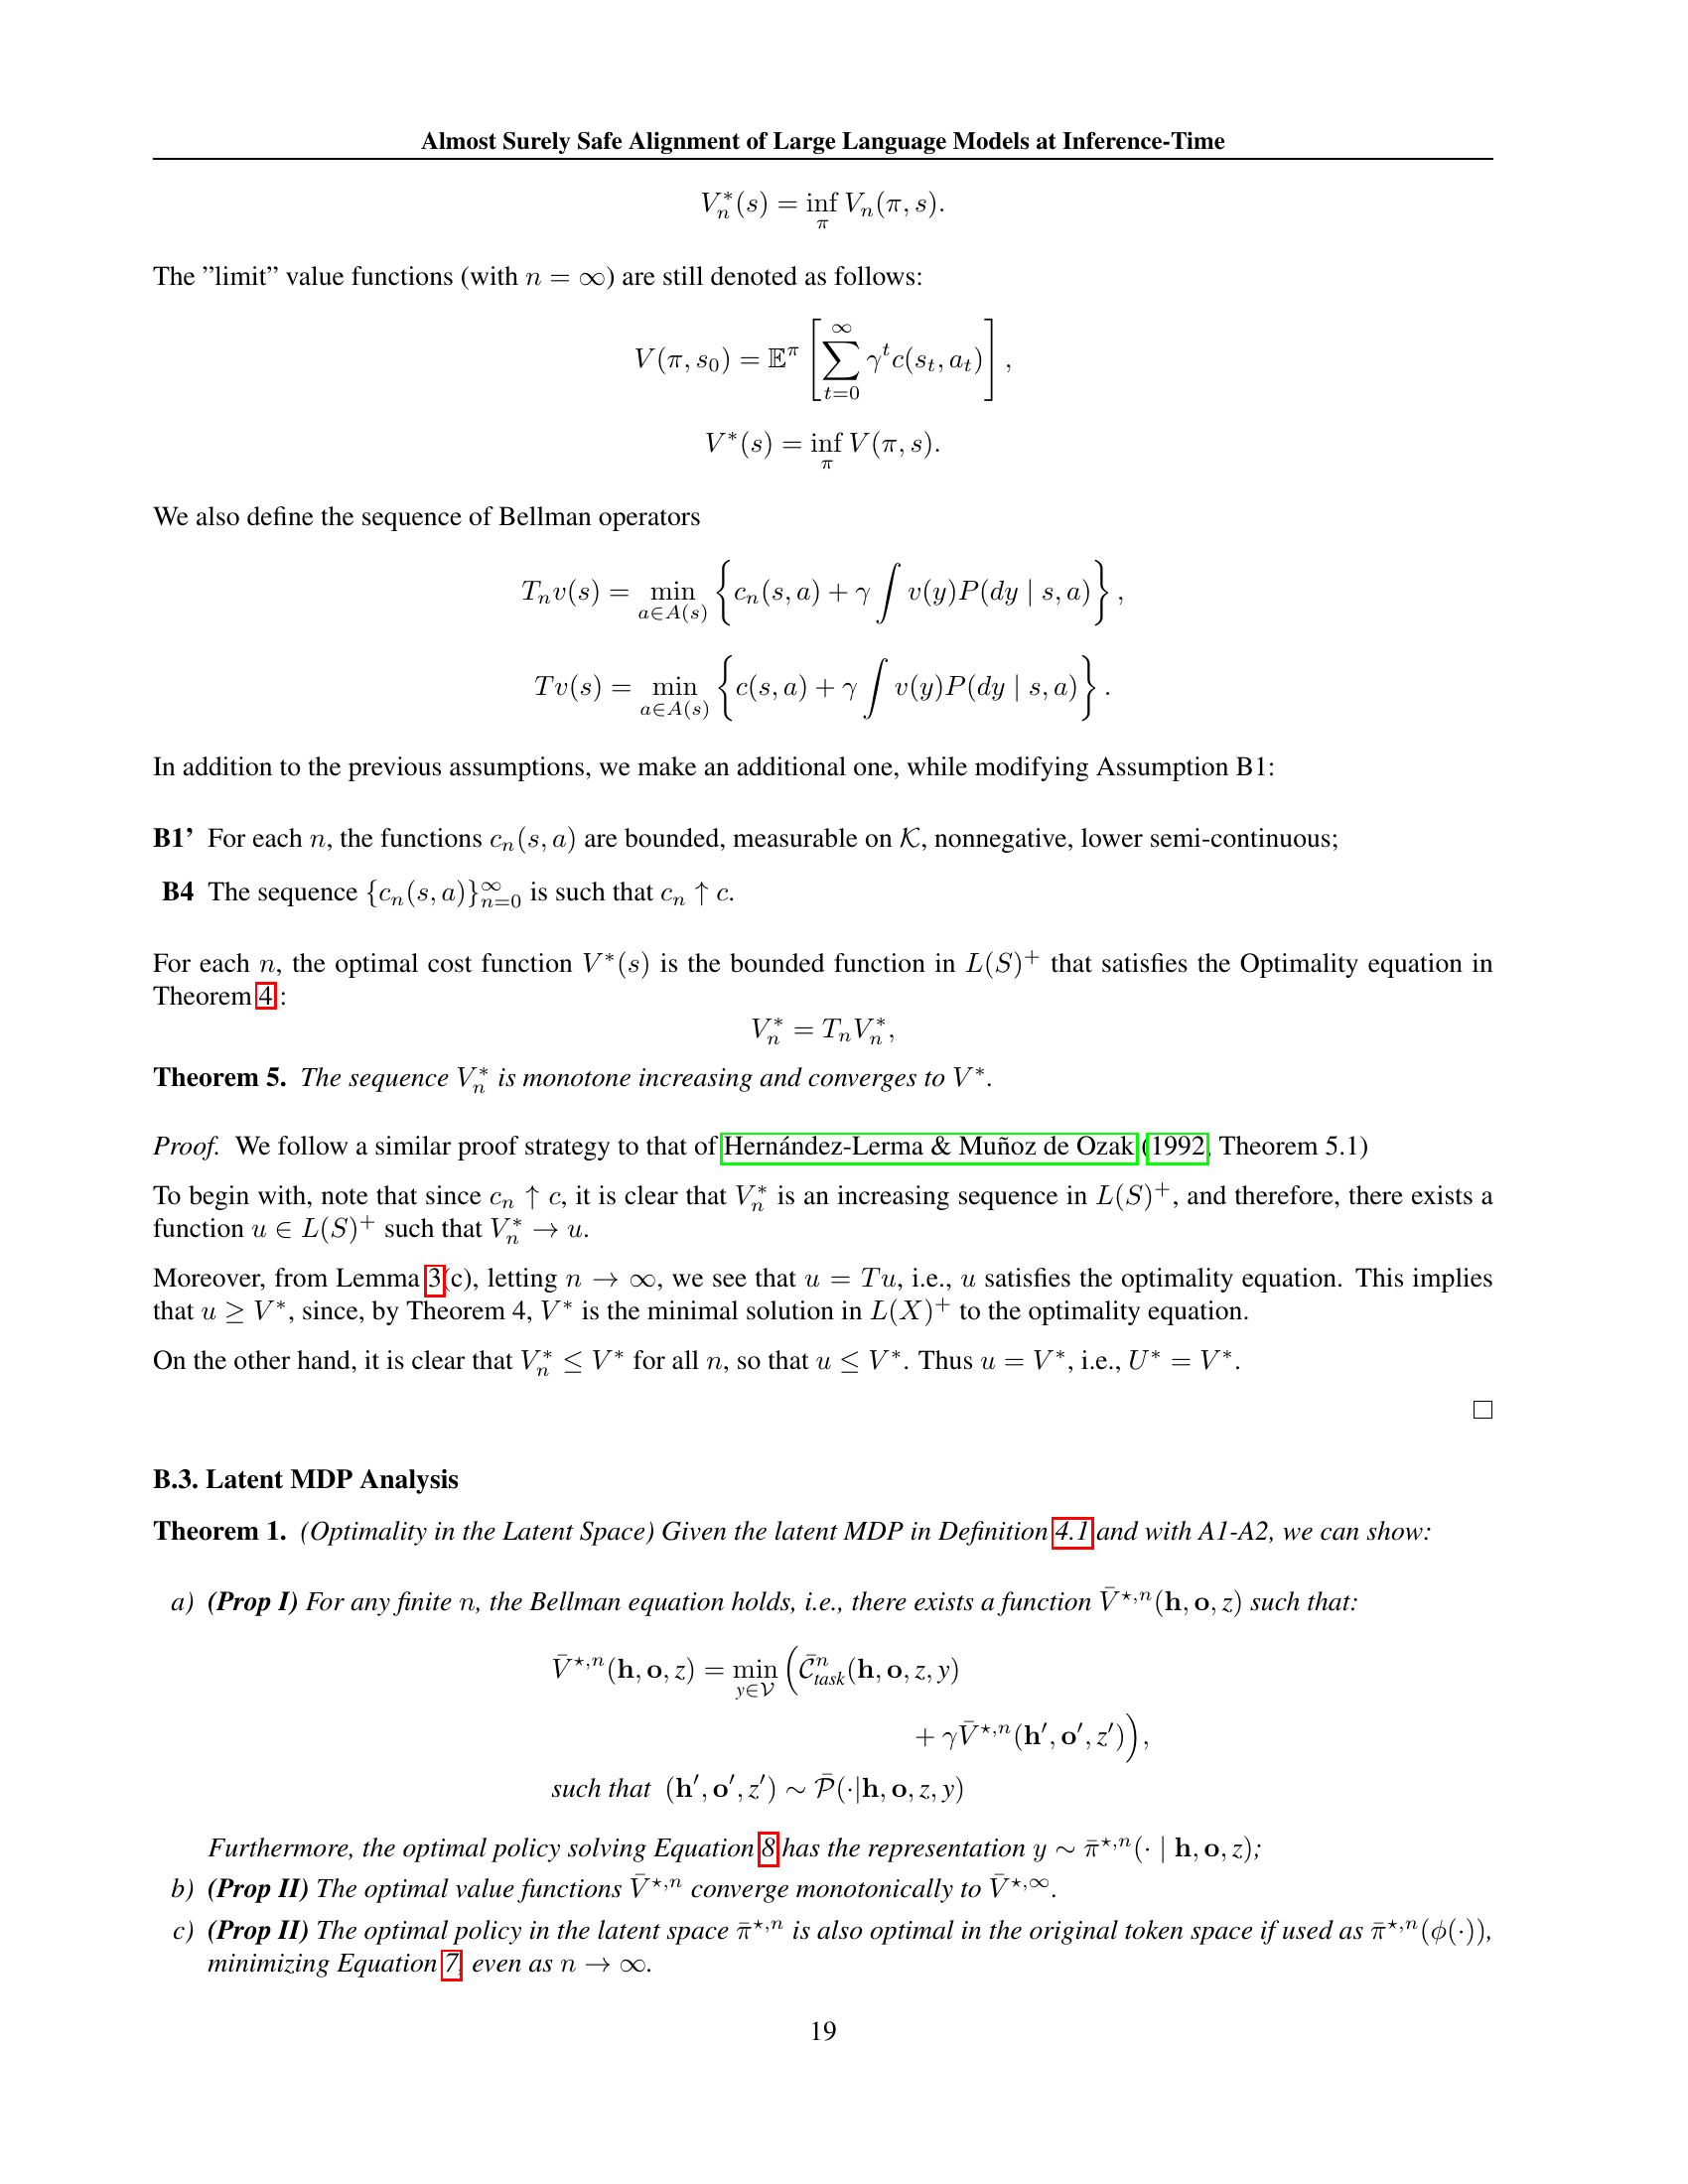 Almost Surely Safe Alignment of Large Language Models at Inference-Time
$V_n^*(s) = \inf_{\pi} V_n(\pi, s).$
The ”limit” value functions (with $n = \infty$) are still denoted as follows:
$V(\pi, s_0) = \mathbb{E}^{\pi} \left[ \sum_{t=0}^{\infty} \gamma^t c(s_t, a_t) \right],$
$V^*(s) = \inf_{\pi} V(\pi, s).$
We also define the sequence of Bellman operators
$T_n v(s) = \min_{a \in A(s)} \left\{ c_n(s, a) + \gamma \int v(y) P(dy \mid s, a) \right\},$
$T v(s) = \min_{a \in A(s)} \left\{ c(s, a) + \gamma \int v(y) P(dy \mid s, a) \right\}.$
In addition to the previous assumptions, we make an additional one, while modifying Assumption B1:
B1’ For each $n$, the functions $c_n(s, a)$ are bounded, measurable on $\mathcal{K}$, nonnegative, lower semi-continuous;
B4 The sequence $\{c_n(s, a)\}_{n=0}^{\infty}$ is such that $c_n \uparrow c$.
For each $n$, the optimal cost function $V^*(s)$ is the bounded function in $L(S)^+$ that satisfies the Optimality equation in
Theorem 4 :
$V_n^* = T_n V_n^*,$
Theorem 5. The sequence $V_n^*$ is monotone increasing and converges to $V^*$.
Proof. We follow a similar proof strategy to that of Hernández-Lerma & Muñoz de Ozak (1992, Theorem 5.1)
To begin with, note that since $c_n \uparrow c$, it is clear that $V_n^*$ is an increasing sequence in $L(S)^+$, and therefore, there exists a
function $u \in L(S)^+$ such that $V_n^* \to u$.
Moreover, from Lemma 3(c), letting $n \to \infty$, we see that $u = Tu$, i.e., $u$ satisfies the optimality equation. This implies
that $u \geq V^*$, since, by Theorem 4, $V^*$ is the minimal solution in $L(X)^+$ to the optimality equation.
On the other hand, it is clear that $V_n^* \leq V^*$ for all $n$, so that $u \leq V^*$. Thus $u = V^*$, i.e., $U^* = V^*$.
□
B.3. Latent MDP Analysis
Theorem 1. (Optimality in the Latent Space) Given the latent MDP in Definition 4.1 and with A1-A2, we can show:
a) (Prop I) For any finite $n$, the Bellman equation holds, i.e., there exists a function $\bar{V}^{\star,n}(\mathbf{h}, \mathbf{o}, z)$ such that:
$\bar{V}^{\star,n}(\mathbf{h}, \mathbf{o}, z) = \min_{y \in \mathcal{V}} \Big( \bar{\mathcal{C}}_{task}^n(\mathbf{h}, \mathbf{o}, z, y)$
$+ \gamma \bar{V}^{\star,n}(\mathbf{h}', \mathbf{o}', z') \Big),$
such that $(\mathbf{h}', \mathbf{o}', z') \sim \bar{\mathcal{P}}(\cdot | \mathbf{h}, \mathbf{o}, z, y)$
Furthermore, the optimal policy solving Equation 8 has the representation $y \sim \bar{\pi}^{\star,n}(\cdot \mid \mathbf{h}, \mathbf{o}, z)$;
b) (Prop II) The optimal value functions $\bar{V}^{\star,n}$ converge monotonically to $\bar{V}^{\star,\infty}$.
c) (Prop II) The optimal policy in the latent space $\bar{\pi}^{\star,n}$ is also optimal in the original token space if used as $\bar{\pi}^{\star,n}(\phi(\cdot))$,
minimizing Equation 7, even as $n \to \infty$.
19